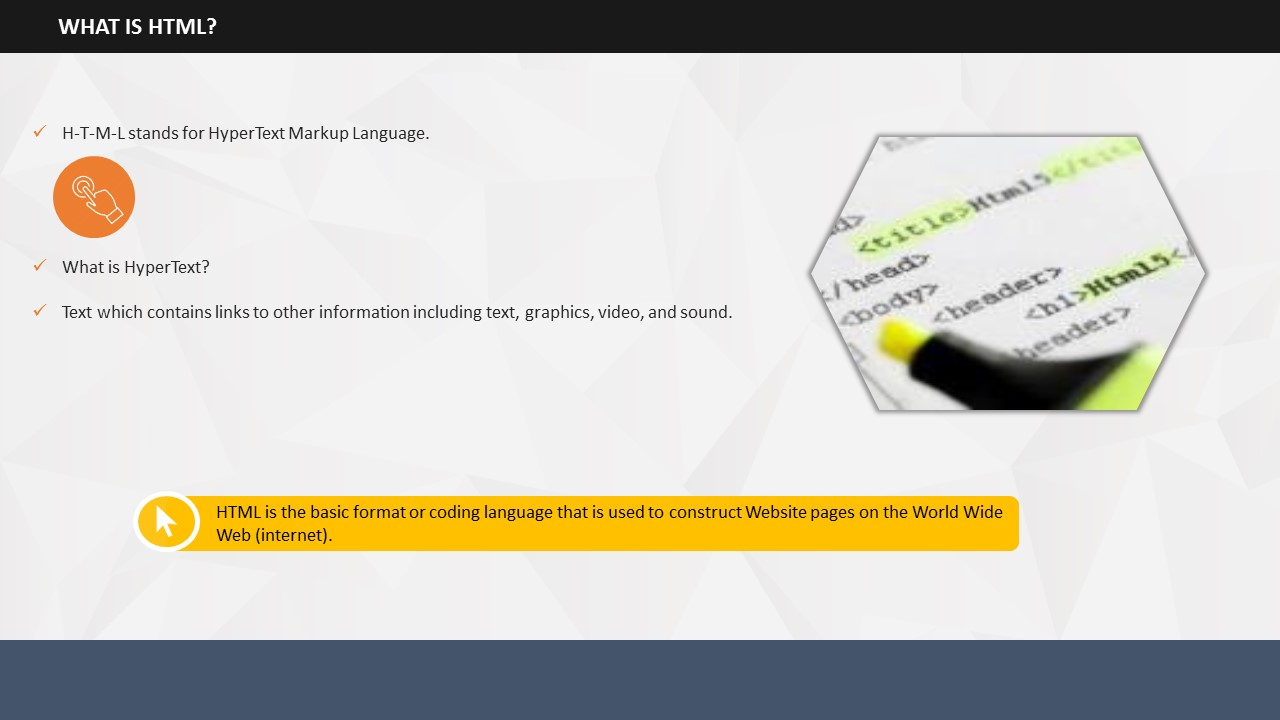 WHAT IS HTML?
H-T-M-L stands for HyperText Markup Language.
What is HyperText?
Text which contains links to other information including text, graphics, video, and sound.
<title>Html5</title
</head>
<body>
<header>
<h1>Html5</
header>
HTML is the basic format or coding language that is used to construct Website pages on the World Wide
Web (internet).